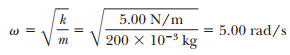 ω = √(k/m) = √(5.00 N/m / 200 × 10⁻³ kg) = 5.00 rad/s